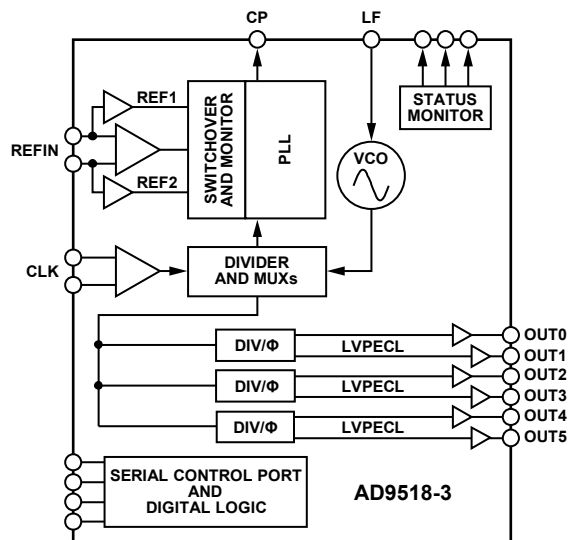 CP
LF
REF1
STATUS
MONITOR
REFIN
SWITCHOVER
AND MONITOR
PLL
VCO
REF2
CLK
DIVIDER
AND MUXs
DIV/Φ
LVPECL
OUT0
OUT1
DIV/Φ
LVPECL
OUT2
OUT3
DIV/Φ
LVPECL
OUT4
OUT5
SERIAL CONTROL PORT
AND
DIGITAL LOGIC
AD9518-3